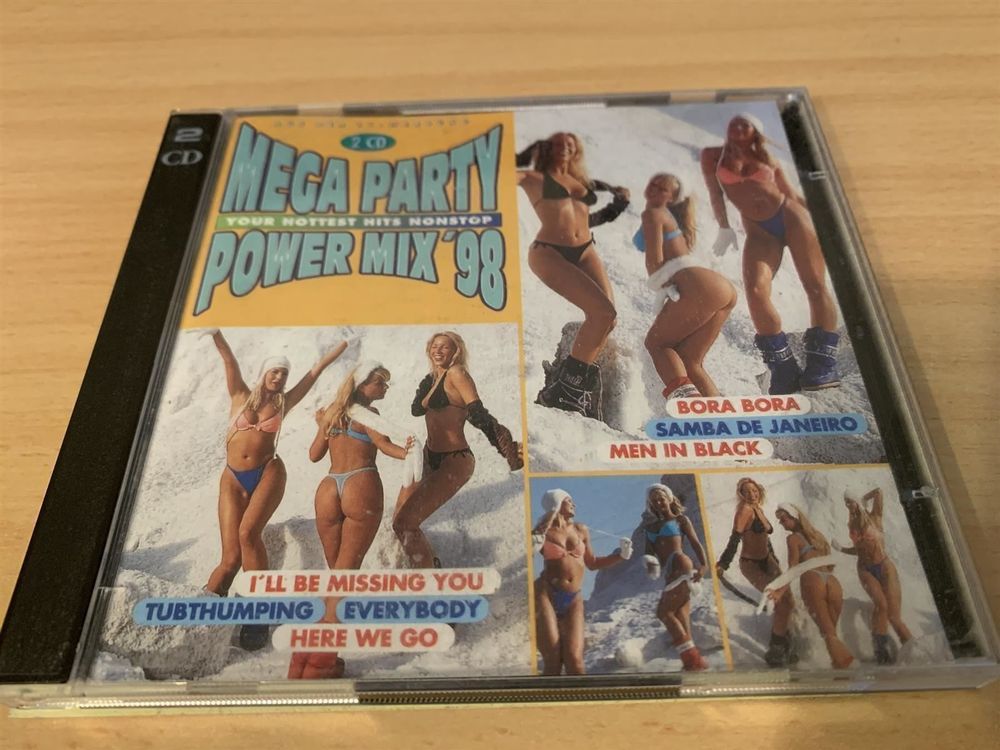 2
CD
2 CD
MEGA PARTY
YOUR HOTTEST HITS NONSTOP
POWER MIX '98
BORA BORA
SAMBA DE JANEIRO
MEN IN BLACK
I'LL BE MISSING YOU
TUBTHUMPING EVERYBODY
HERE WE GO